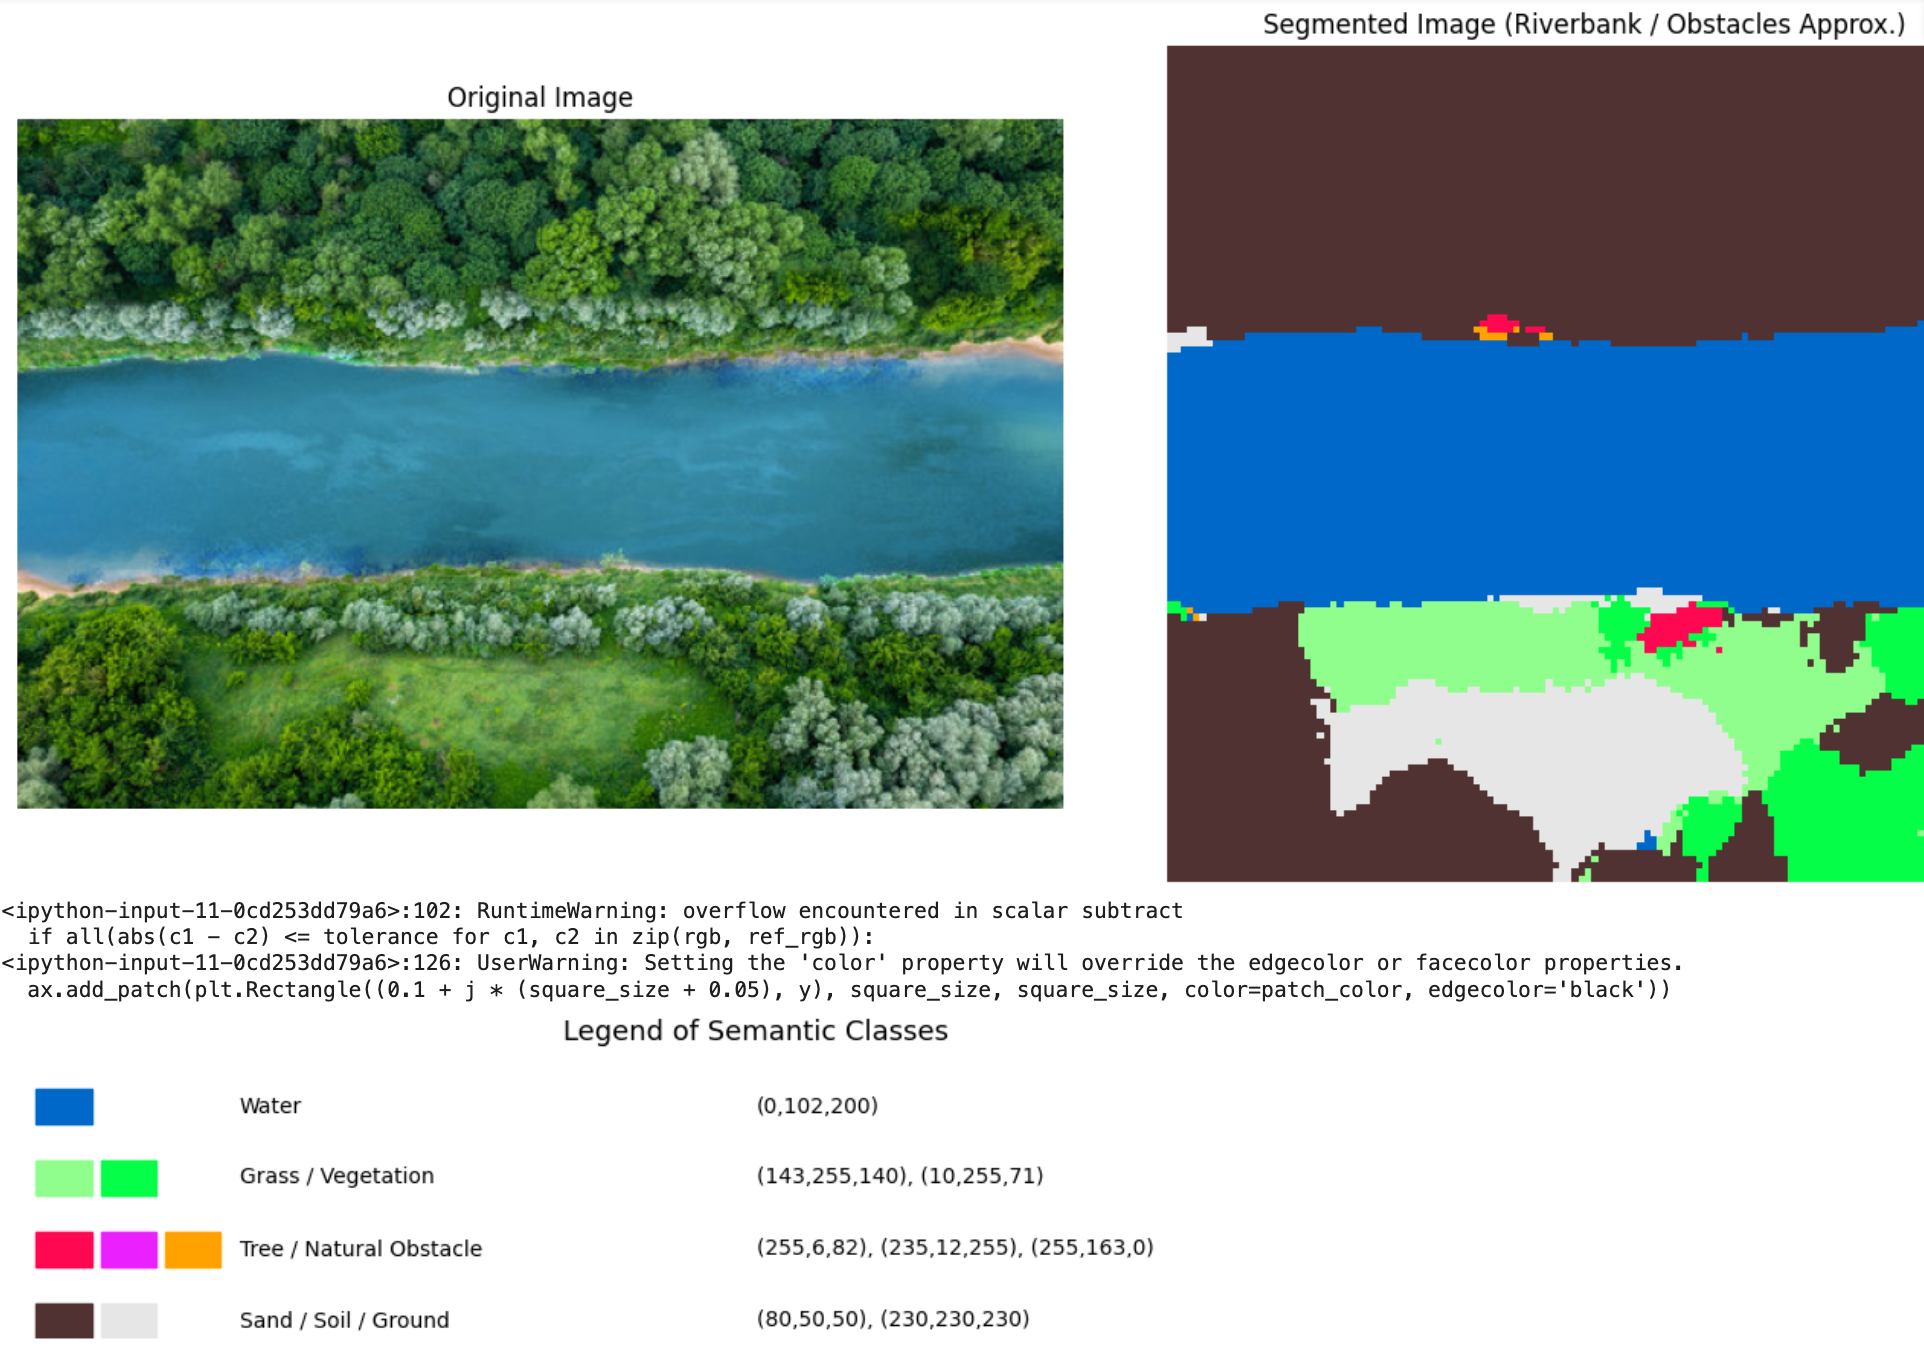 Segmented Image (Riverbank / Obstacles Approx.)
Original Image
<ipython-input-11-0cd253dd79a6>:102: RuntimeWarning: overflow encountered in scalar subtract
  if all(abs(c1 - c2) <= tolerance for c1, c2 in zip(rgb, ref_rgb)):
<ipython-input-11-0cd253dd79a6>:126: UserWarning: Setting the 'color' property will override the edgecolor or facecolor properties.
  ax.add_patch(plt.Rectangle((0.1 + j * (square_size + 0.05), y), square_size, square_size, color=patch_color, edgecolor='black'))
Legend of Semantic Classes
Water (0,102,200)
Grass / Vegetation (143,255,140), (10,255,71)
Tree / Natural Obstacle (255,6,82), (235,12,255), (255,163,0)
Sand / Soil / Ground (80,50,50), (230,230,230)